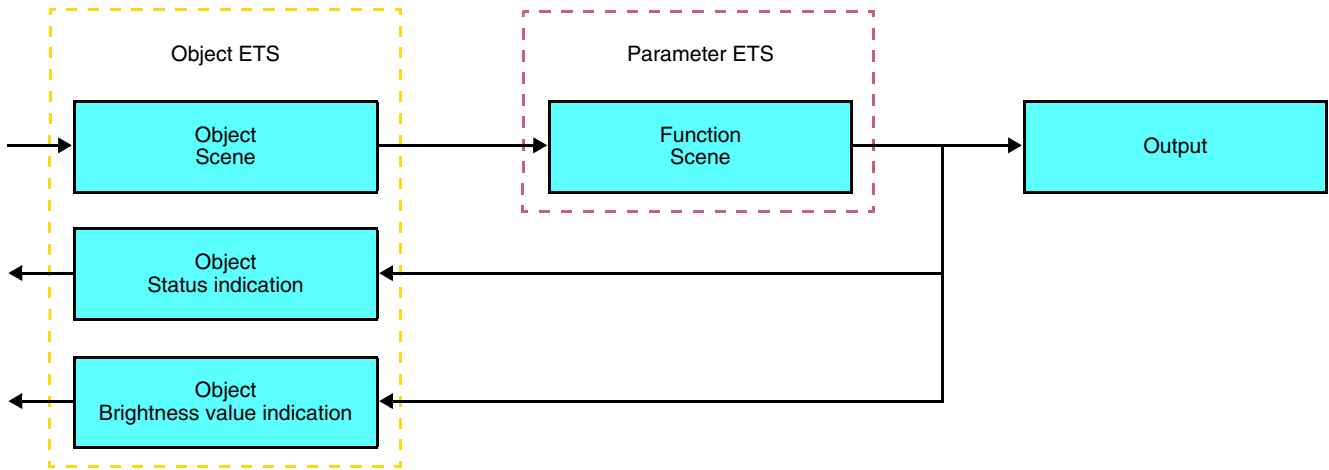 Object ETS
Parameter ETS
Object
Scene
Function
Scene
Output
Object
Status indication
Object
Brightness value indication